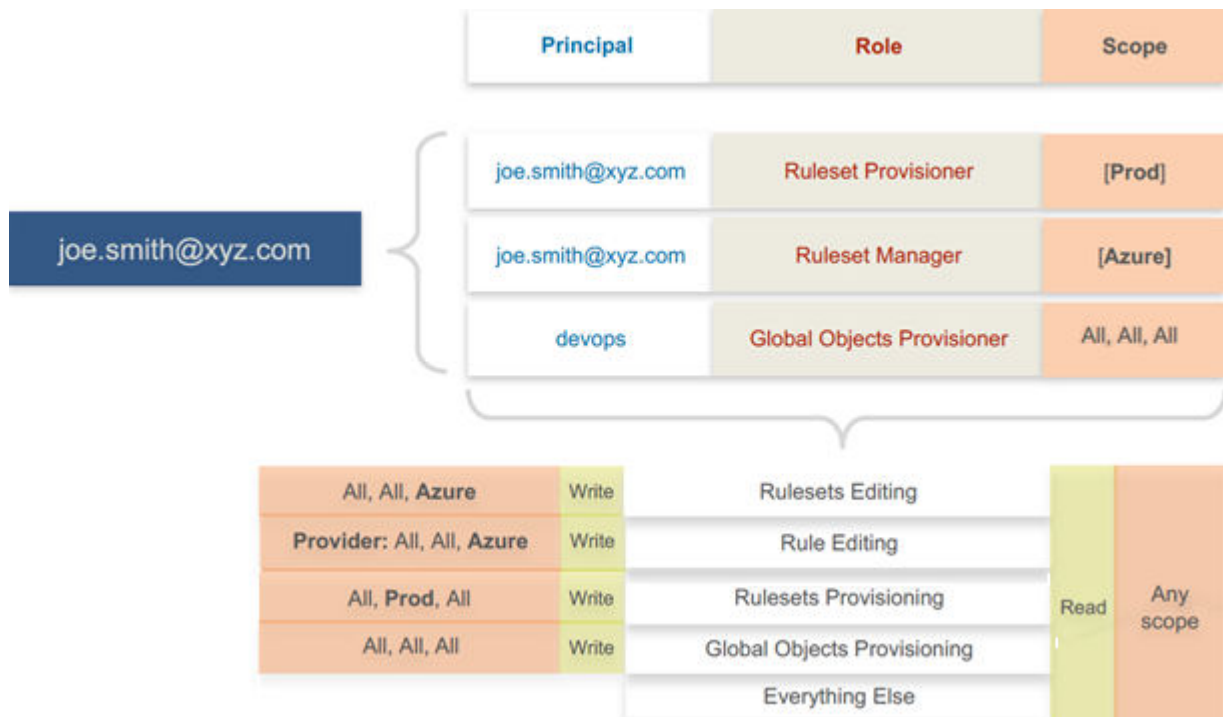 Principal Role Scope
joe.smith@xyz.com
joe.smith@xyz.com Ruleset Provisioner [Prod]
joe.smith@xyz.com Ruleset Manager [Azure]
devops Global Objects Provisioner All, All, All
All, All, Azure Write Rulesets Editing
Provider: All, All, Azure Write Rule Editing
All, Prod, All Write Rulesets Provisioning
All, All, All Write Global Objects Provisioning
Everything Else
Read
Any
scope